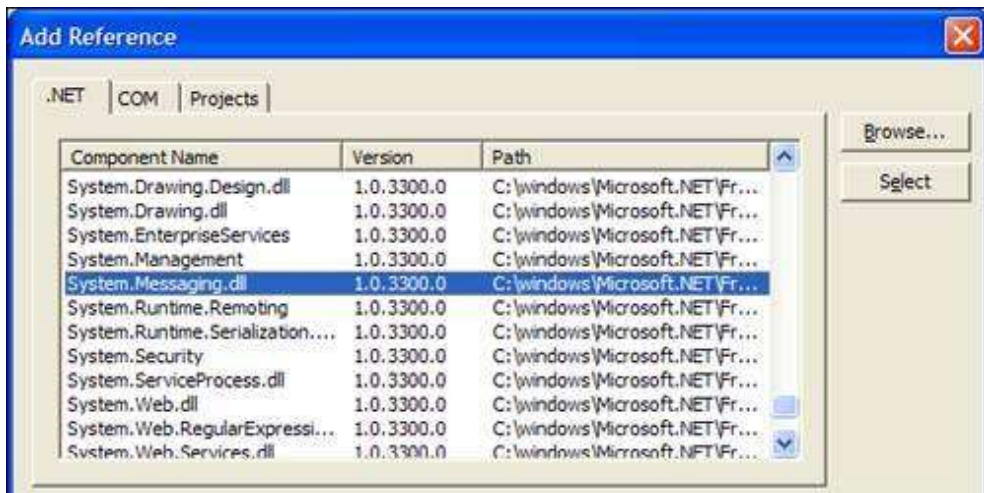 Add Reference
.NET COM Projects
Browse...
Select
Component Name Version Path
System.Drawing.Design.dll 1.0.3300.0 C:\windows\Microsoft.NET\Fr...
System.Drawing.dll 1.0.3300.0 C:\windows\Microsoft.NET\Fr...
System.EnterpriseServices 1.0.3300.0 C:\windows\Microsoft.NET\Fr...
System.Management 1.0.3300.0 C:\windows\Microsoft.NET\Fr...
System.Messaging.dll 1.0.3300.0 C:\windows\Microsoft.NET\Fr...
System.Runtime.Remoting 1.0.3300.0 C:\windows\Microsoft.NET\Fr...
System.Runtime.Serialization.... 1.0.3300.0 C:\windows\Microsoft.NET\Fr...
System.Security 1.0.3300.0 C:\windows\Microsoft.NET\Fr...
System.ServiceProcess.dll 1.0.3300.0 C:\windows\Microsoft.NET\Fr...
System.Web.dll 1.0.3300.0 C:\windows\Microsoft.NET\Fr...
System.Web.RegularExpressi... 1.0.3300.0 C:\windows\Microsoft.NET\Fr...
System.Web.Services.dll 1.0.3300.0 C:\windows\Microsoft.NET\Fr...